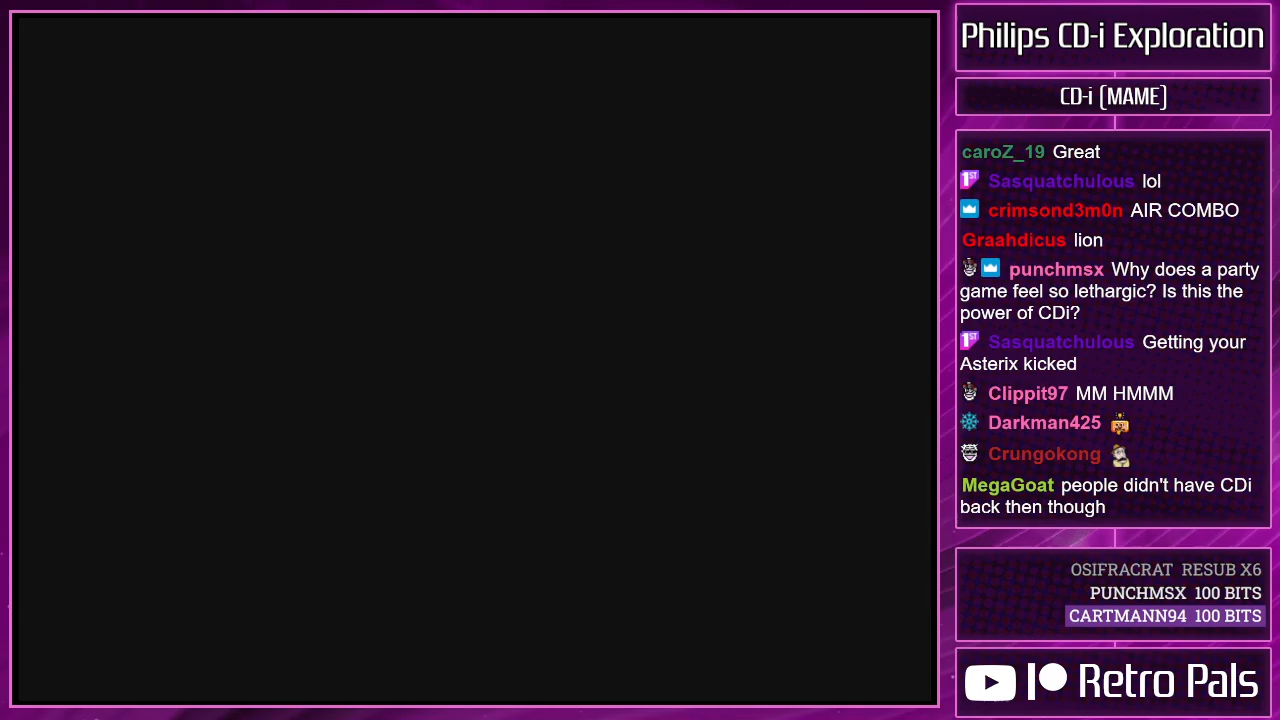 Philips CD-i Exploration
CD-i [MAME]
caroZ_19 Great
1ST Sasquatchulous lol
crimsond3m0n AIR COMBO
Graahdicus lion
punchmsx Why does a party
game feel so lethargic? Is this the
power of CDi?
1ST Sasquatchulous Getting your
Asterix kicked
Clippit97 MM HMMM
Darkman425
Crungokong
MegaGoat people didn't have CDi
back then though
OSIFRACRAT RESUB X6
PUNCHMSX 100 BITS
CARTMANN94 100 BITS
Retro Pals